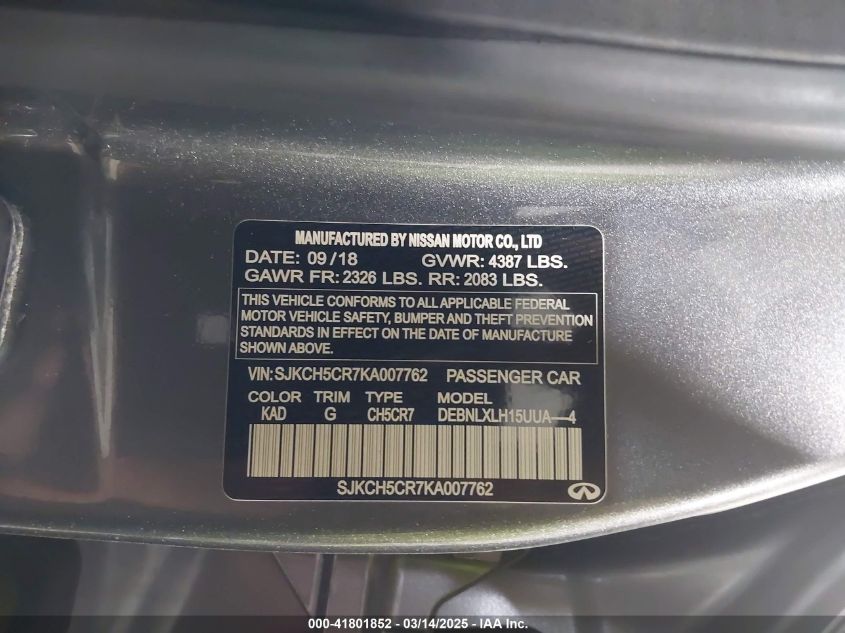 MANUFACTURED BY NISSAN MOTOR CO., LTD
DATE: 09/18 GVWR: 4387 LBS.
GAWR FR: 2326 LBS. RR: 2083 LBS.
THIS VEHICLE CONFORMS TO ALL APPLICABLE FEDERAL
MOTOR VEHICLE SAFETY, BUMPER AND THEFT PREVENTION
STANDARDS IN EFFECT ON THE DATE OF MANUFACTURE
SHOWN ABOVE.
VIN: SJKCH5CR7KA007762 PASSENGER CAR
COLOR TRIM TYPE MODEL
KAD G CH5CR7 DEBNLXLH15UUA—4
SJKCH5CR7KA007762
000-41801852 - 03/14/2025 - IAA Inc.